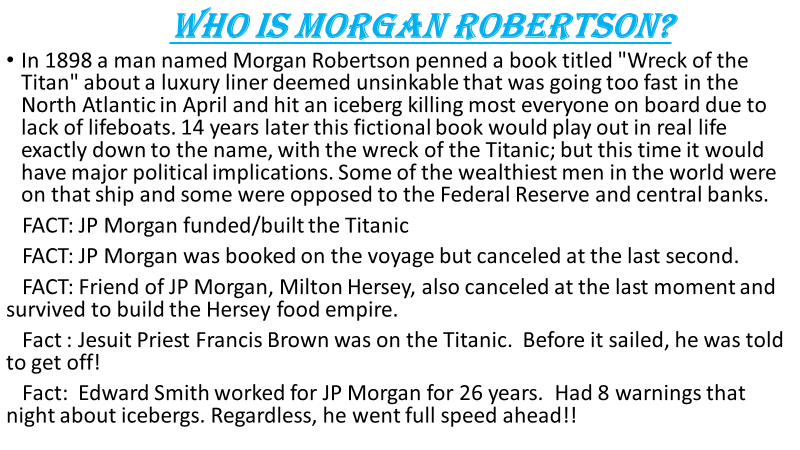 WHO IS MORGAN ROBERTSON?
• In 1898 a man named Morgan Robertson penned a book titled "Wreck of the
Titan" about a luxury liner deemed unsinkable that was going too fast in the
North Atlantic in April and hit an iceberg killing most everyone on board due to
lack of lifeboats. 14 years later this fictional book would play out in real life
exactly down to the name, with the wreck of the Titanic; but this time it would
have major political implications. Some of the wealthiest men in the world were
on that ship and some were opposed to the Federal Reserve and central banks.
FACT: JP Morgan funded/built the Titanic
FACT: JP Morgan was booked on the voyage but canceled at the last second.
FACT: Friend of JP Morgan, Milton Hersey, also canceled at the last moment and
survived to build the Hersey food empire.
Fact : Jesuit Priest Francis Brown was on the Titanic. Before it sailed, he was told
to get off!
Fact: Edward Smith worked for JP Morgan for 26 years. Had 8 warnings that
night about icebergs. Regardless, he went full speed ahead!!